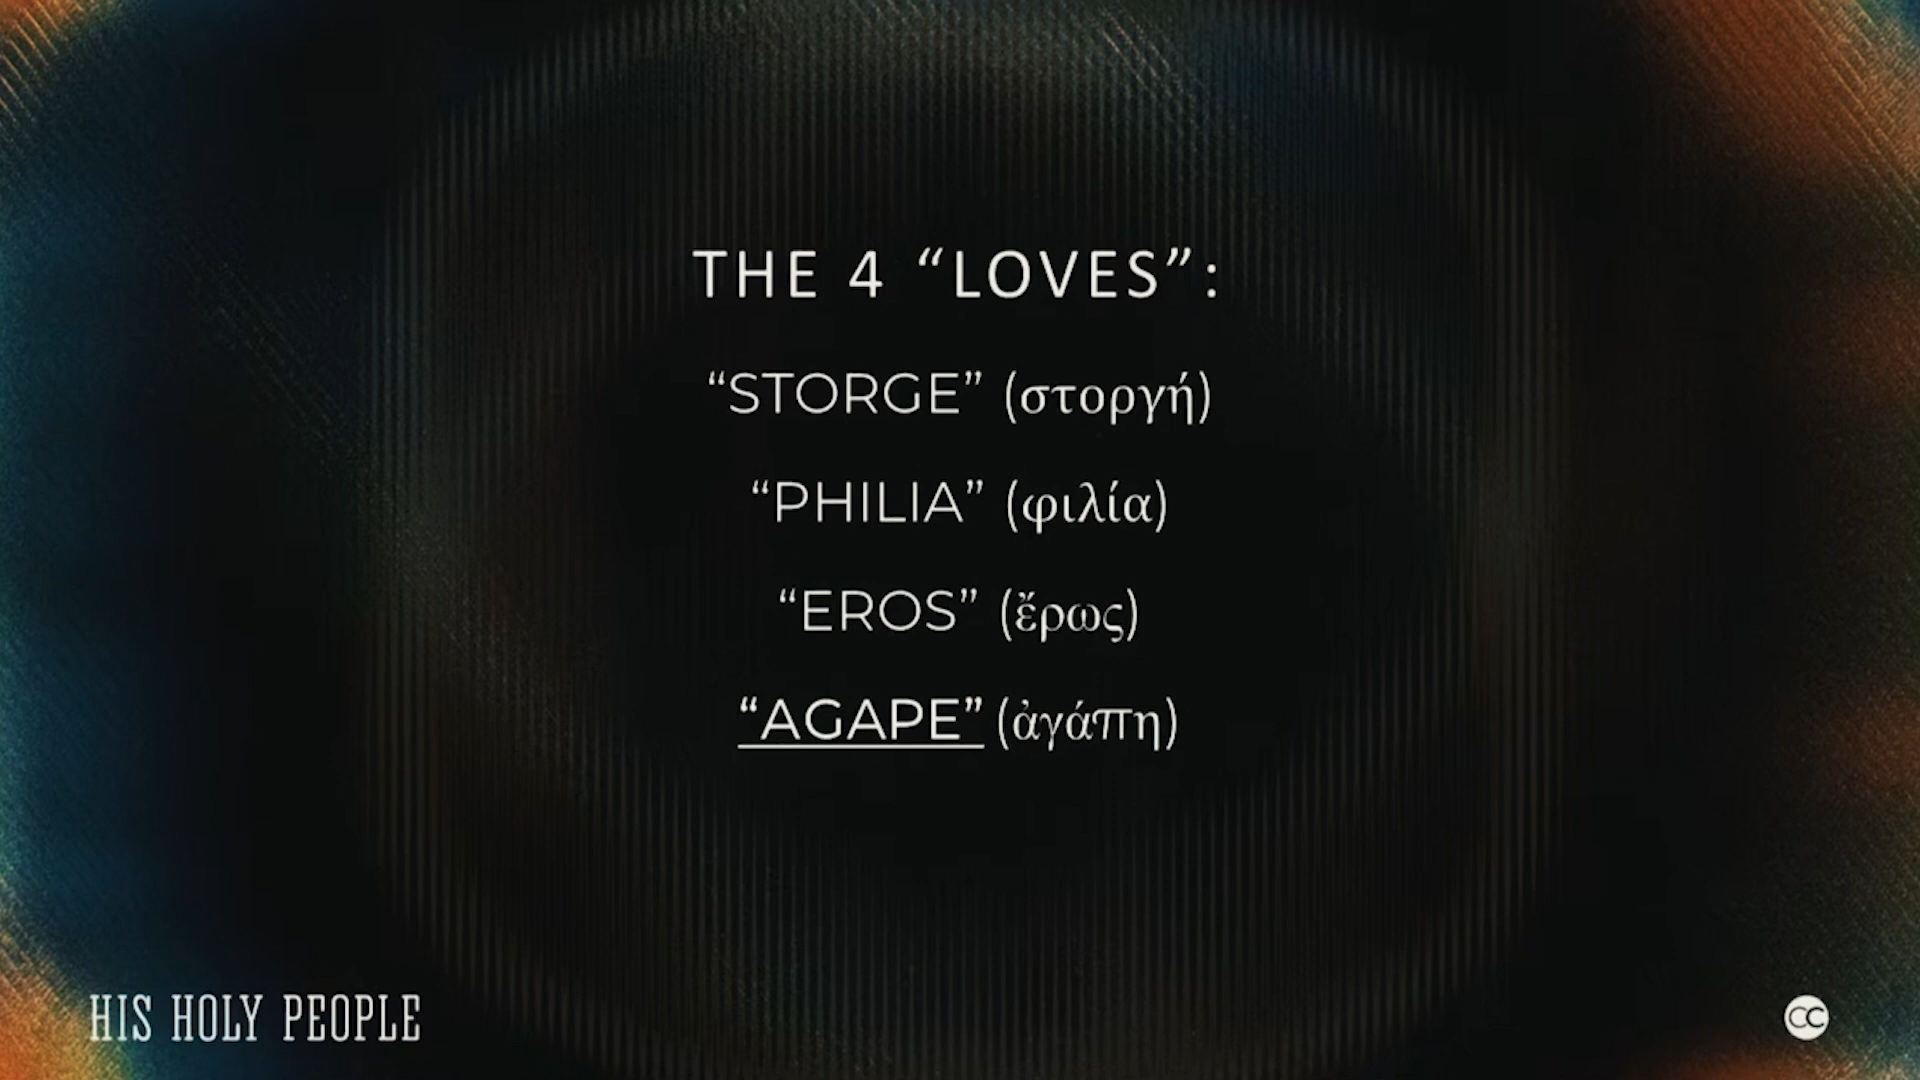 THE 4 “LOVES”:
“STORGE” (στοργή)
“PHILIA” (φιλία)
“EROS” (ἔρως)
“AGAPE” (ἀγάπη)
HIS HOLY PEOPLE
CC